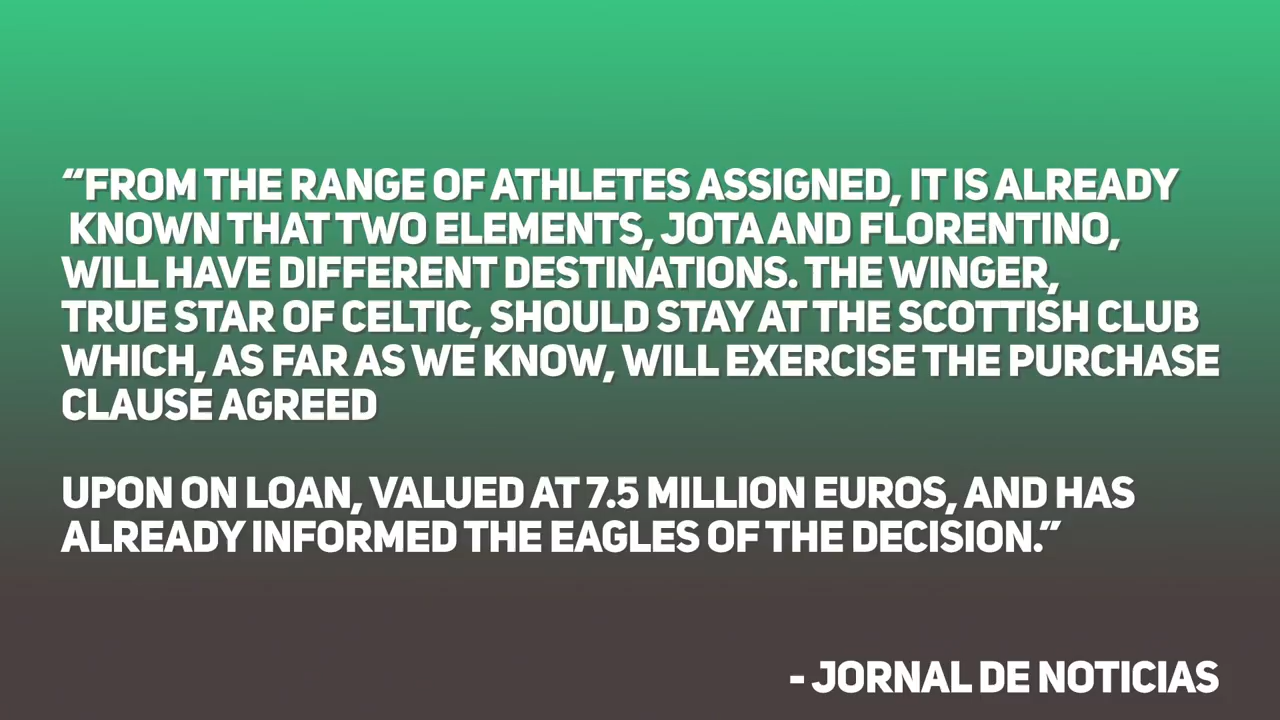 “FROM THE RANGE OF ATHLETES ASSIGNED, IT IS ALREADY
KNOWN THAT TWO ELEMENTS, JOTA AND FLORENTINO,
WILL HAVE DIFFERENT DESTINATIONS. THE WINGER,
TRUE STAR OF CELTIC, SHOULD STAY AT THE SCOTTISH CLUB
WHICH, AS FAR AS WE KNOW, WILL EXERCISE THE PURCHASE
CLAUSE AGREED
UPON ON LOAN, VALUED AT 7.5 MILLION EUROS, AND HAS
ALREADY INFORMED THE EAGLES OF THE DECISION.”
- JORNAL DE NOTICIAS